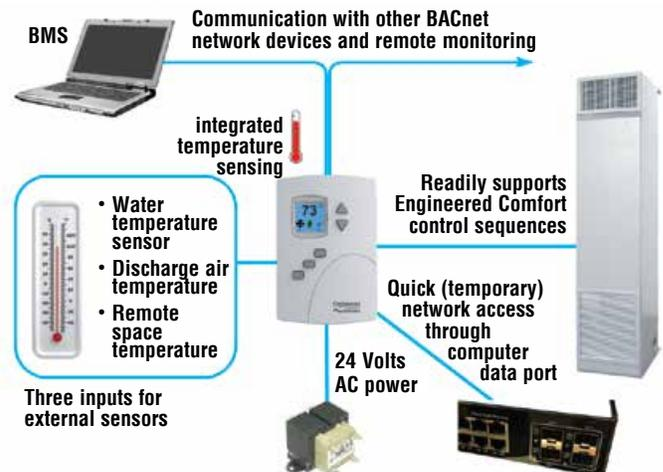 BMS
Communication with other BACnet
network devices and remote monitoring
integrated
temperature
sensing
73
• Water
temperature
sensor
• Discharge air
temperature
• Remote
space
temperature
Three inputs for
external sensors
Readily supports
Engineered Comfort
control sequences
Quick (temporary)
network access
through
computer
data port
24 Volts
AC power